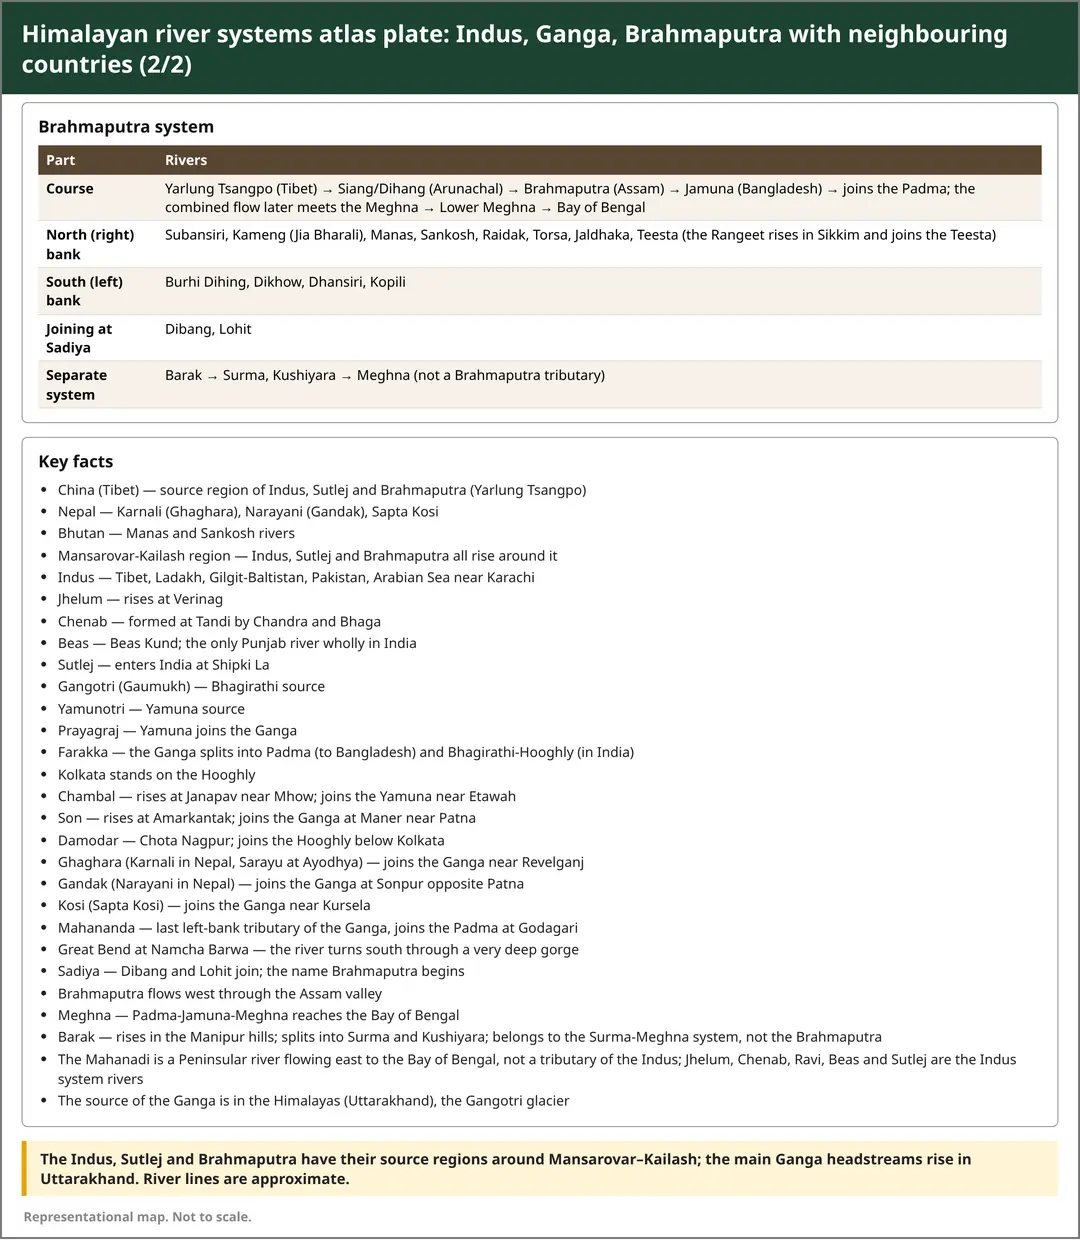 Himalayan river systems atlas plate: Indus, Ganga, Brahmaputra with neighbouring
countries (2/2)
Brahmaputra system
Part Rivers
Course Yarlung Tsangpo (Tibet) → Siang/Dihang (Arunachal) → Brahmaputra (Assam) → Jamuna (Bangladesh) → joins the Padma; the
combined flow later meets the Meghna → Lower Meghna → Bay of Bengal
North (right) Subansiri, Kameng (Jia Bharali), Manas, Sankosh, Raidak, Torsa, Jaldhaka, Teesta (the Rangeet rises in Sikkim and joins the Teesta)
bank
South (left) Burhi Dihing, Dikhow, Dhansiri, Kopili
bank
Joining at Dibang, Lohit
Sadiya
Separate Barak → Surma, Kushiyara → Meghna (not a Brahmaputra tributary)
system
Key facts
• China (Tibet) — source region of Indus, Sutlej and Brahmaputra (Yarlung Tsangpo)
• Nepal — Karnali (Ghaghara), Narayani (Gandak), Sapta Kosi
• Bhutan — Manas and Sankosh rivers
• Mansarovar-Kailash region — Indus, Sutlej and Brahmaputra all rise around it
• Indus — Tibet, Ladakh, Gilgit-Baltistan, Pakistan, Arabian Sea near Karachi
• Jhelum — rises at Verinag
• Chenab — formed at Tandi by Chandra and Bhaga
• Beas — Beas Kund; the only Punjab river wholly in India
• Sutlej — enters India at Shipki La
• Gangotri (Gaumukh) — Bhagirathi source
• Yamunotri — Yamuna source
• Prayagraj — Yamuna joins the Ganga
• Farakka — the Ganga splits into Padma (to Bangladesh) and Bhagirathi-Hooghly (in India)
• Kolkata stands on the Hooghly
• Chambal — rises at Janapav near Mhow; joins the Yamuna near Etawah
• Son — rises at Amarkantak; joins the Ganga at Maner near Patna
• Damodar — Chota Nagpur; joins the Hooghly below Kolkata
• Ghaghara (Karnali in Nepal, Sarayu at Ayodhya) — joins the Ganga near Revelganj
• Gandak (Narayani in Nepal) — joins the Ganga at Sonpur opposite Patna
• Kosi (Sapta Kosi) — joins the Ganga near Kursela
• Mahananda — last left-bank tributary of the Ganga, joins the Padma at Godagari
• Great Bend at Namcha Barwa — the river turns south through a very deep gorge
• Sadiya — Dibang and Lohit join; the name Brahmaputra begins
• Brahmaputra flows west through the Assam valley
• Meghna — Padma-Jamuna-Meghna reaches the Bay of Bengal
• Barak — rises in the Manipur hills; splits into Surma and Kushiyara; belongs to the Surma-Meghna system, not the Brahmaputra
• The Mahanadi is a Peninsular river flowing east to the Bay of Bengal, not a tributary of the Indus; Jhelum, Chenab, Ravi, Beas and Sutlej are the Indus
system rivers
• The source of the Ganga is in the Himalayas (Uttarakhand), the Gangotri glacier
The Indus, Sutlej and Brahmaputra have their source regions around Mansarovar–Kailash; the main Ganga headstreams rise in
Uttarakhand. River lines are approximate.
Representational map. Not to scale.